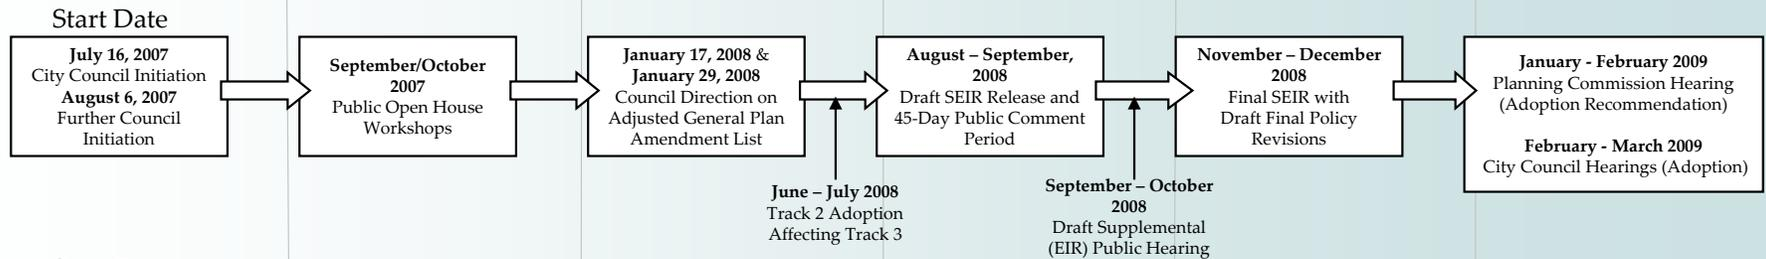 Start Date
July 16, 2007
City Council Initiation
August 6, 2007
Further Council
Initiation
September/October
2007
Public Open House
Workshops
January 17, 2008 &
January 29, 2008
Council Direction on
Adjusted General Plan
Amendment List
June – July 2008
Track 2 Adoption
Affecting Track 3
August – September,
2008
Draft SEIR Release and
45-Day Public Comment
Period
September – October
2008
Draft Supplemental
(EIR) Public Hearing
November – December
2008
Final SEIR with
Draft Final Policy
Revisions
January - February 2009
Planning Commission Hearing
(Adoption Recommendation)
February - March 2009
City Council Hearings (Adoption)